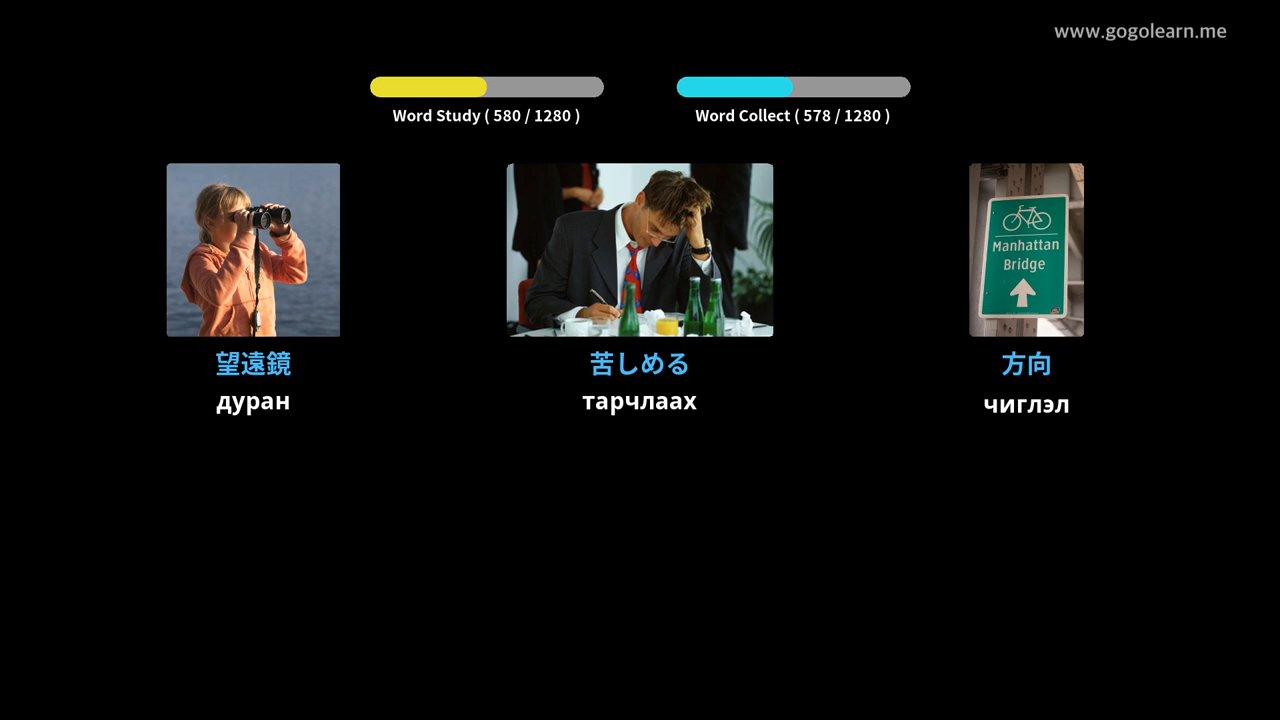 www.gogolearn.me
Word Study ( 580 / 1280 )
Word Collect ( 578 / 1280 )
Manhattan
Bridge
望遠鏡
苦しめる
方向
дуран
тарчлаах
чиглэл